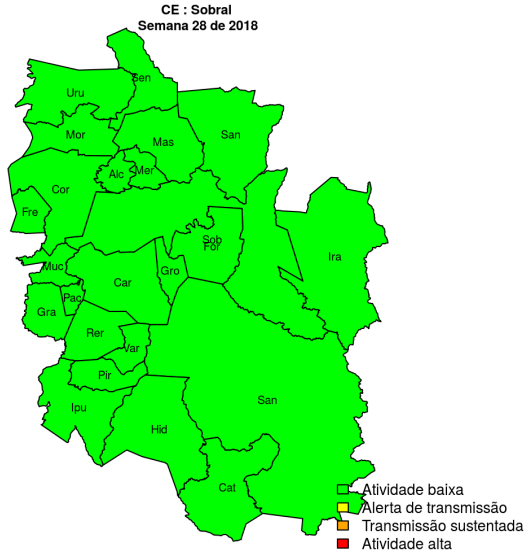 CE : Sobral
Semana 28 de 2018
Sen
Uru
Mor
Mas
San
Alc
Mer
Cor
Fre
Sob
For
Ira
Muc
Car
Gro
Pac
Gra
Rer
Var
Pir
San
Ipu
Hid
Cat
Atividade baixa
Alerta de transmissão
Transmissão sustentada
Atividade alta